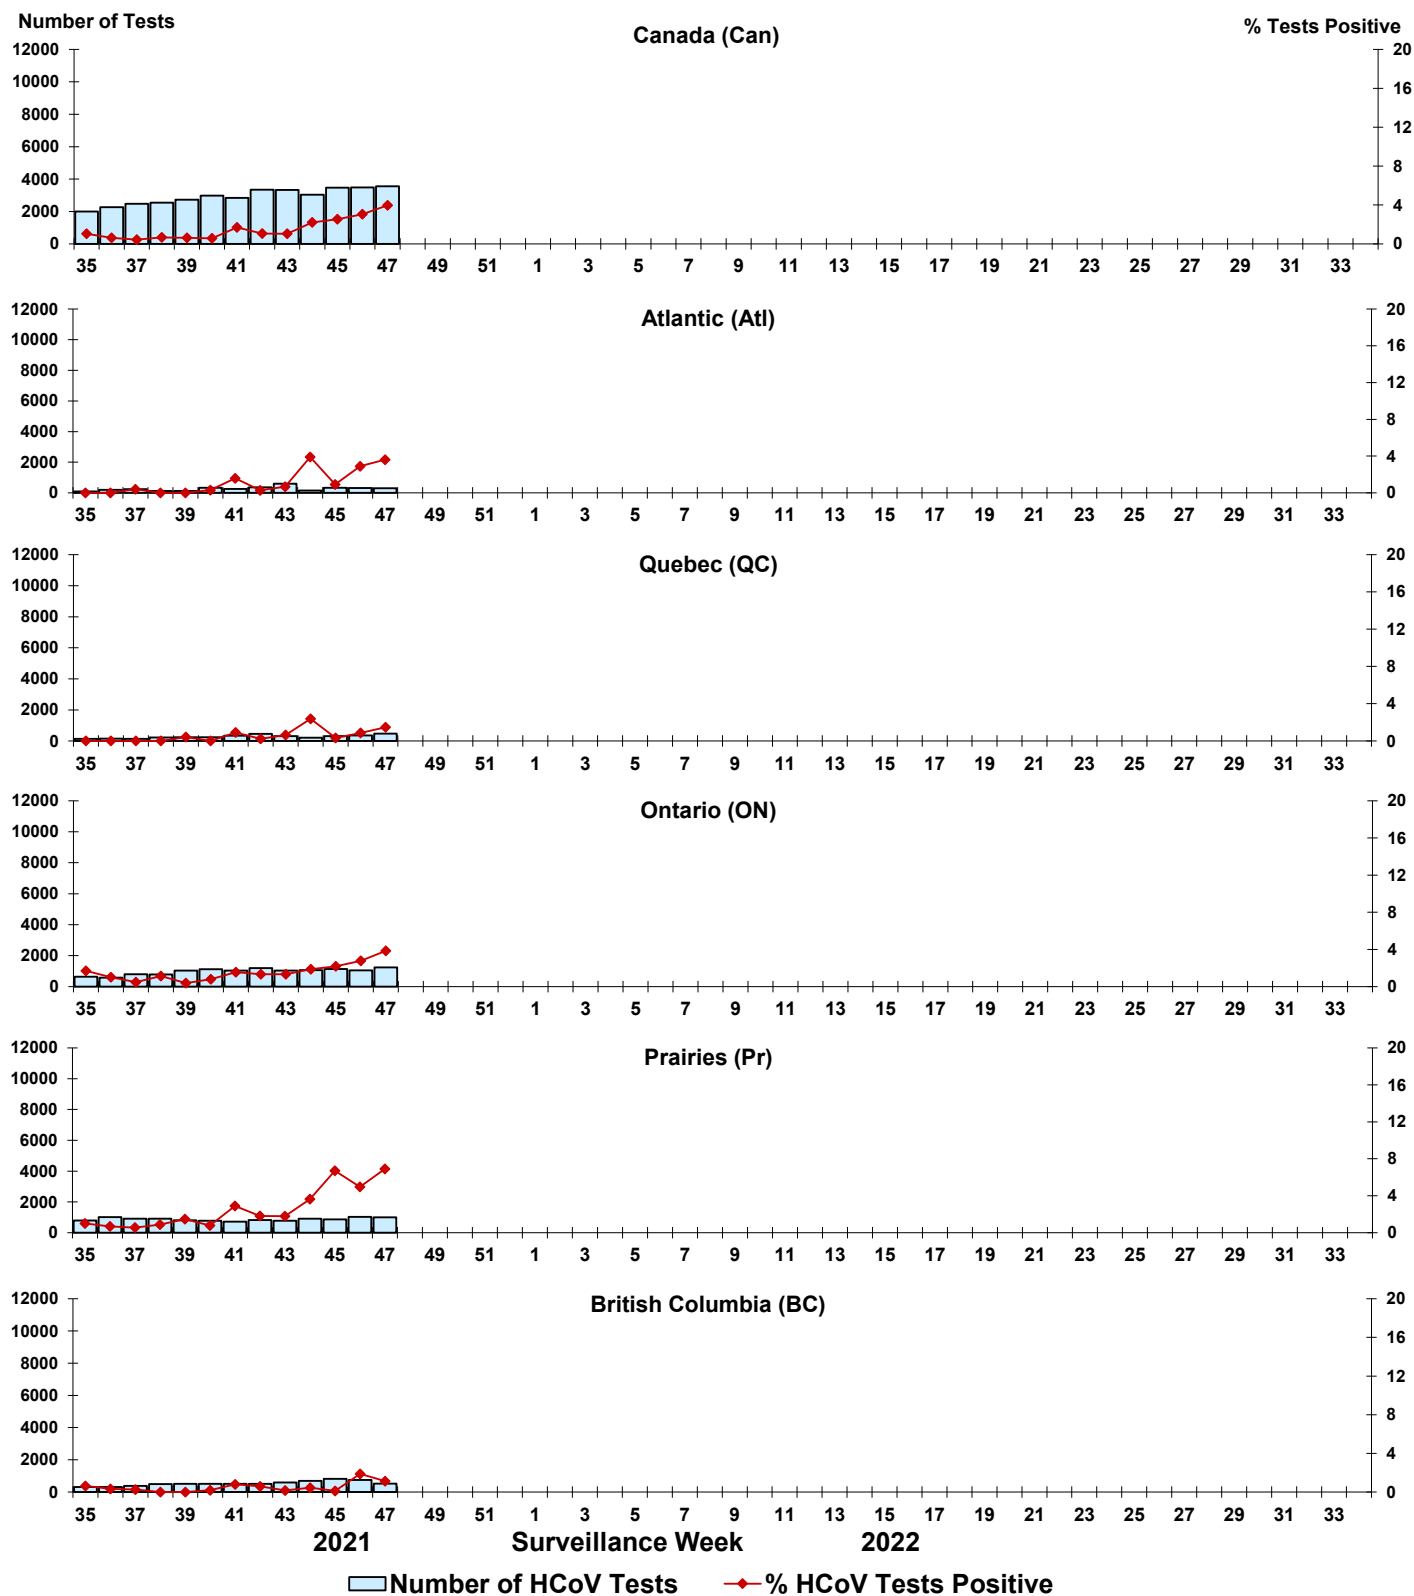 Number of Tests
Canada (Can)
% Tests Positive
12000 20
10000 16
8000 12
6000
4000 8
2000 4
0 0
35 37 39 41 43 45 47 49 51 1 3 5 7 9 11 13 15 17 19 21 23 25 27 29 31 33
Atlantic (Atl)
12000 20
10000 16
8000 12
6000
4000 8
2000 4
0 0
35 37 39 41 43 45 47 49 51 1 3 5 7 9 11 13 15 17 19 21 23 25 27 29 31 33
Quebec (QC)
12000 20
10000 16
8000 12
6000
4000 8
2000 4
0 0
35 37 39 41 43 45 47 49 51 1 3 5 7 9 11 13 15 17 19 21 23 25 27 29 31 33
Ontario (ON)
12000 20
10000 16
8000 12
6000
4000 8
2000 4
0 0
35 37 39 41 43 45 47 49 51 1 3 5 7 9 11 13 15 17 19 21 23 25 27 29 31 33
Prairies (Pr)
12000 20
10000 16
8000 12
6000
4000 8
2000 4
0 0
35 37 39 41 43 45 47 49 51 1 3 5 7 9 11 13 15 17 19 21 23 25 27 29 31 33
British Columbia (BC)
12000 20
10000 16
8000 12
6000
4000 8
2000 4
0 0
35 37 39 41 43 45 47 49 51 1 3 5 7 9 11 13 15 17 19 21 23 25 27 29 31 33
2021 Surveillance Week 2022
Number of HCoV Tests % HCoV Tests Positive